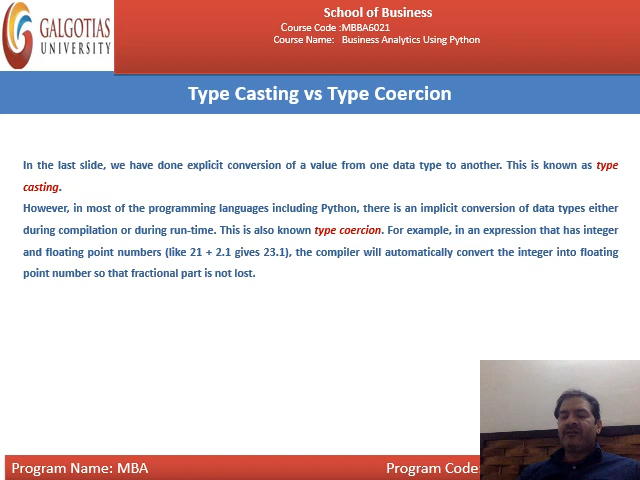 GALGOTIAS
UNIVERSITY
School of Business
Course Code :MBBA6021
Course Name: Business Analytics Using Python
Type Casting vs Type Coercion
In the last slide, we have done explicit conversion of a value from one data type to another. This is known as type
casting.
However, in most of the programming languages including Python, there is an implicit conversion of data types either
during compilation or during run-time. This is also known type coercion. For example, in an expression that has integer
and floating point numbers (like 21 + 2.1 gives 23.1), the compiler will automatically convert the integer into floating
point number so that fractional part is not lost.
Program Name: MBA
Program Code: